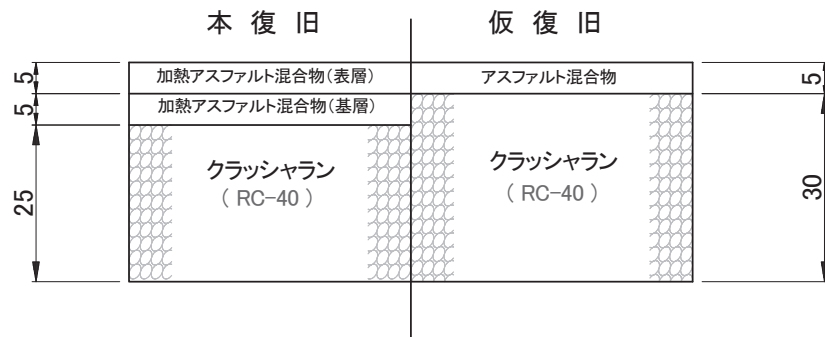 本復旧
仮復旧
5
加熱アスファルト混合物(表層)
アスファルト混合物
5
5
加熱アスファルト混合物(基層)
25
クラッシャラン
(RC-40)
クラッシャラン
(RC-40)
30